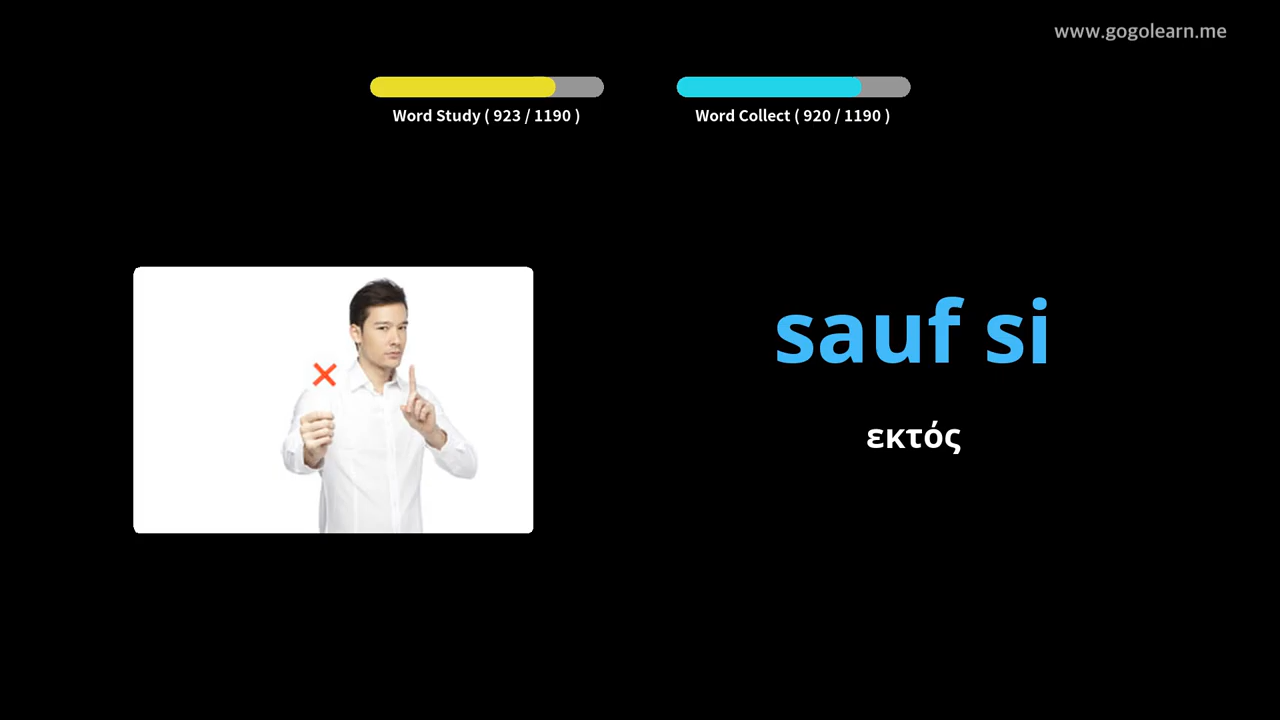 www.gogolearn.me
Word Study ( 923 / 1190 )
Word Collect ( 920 / 1190 )
sauf si
εκτός